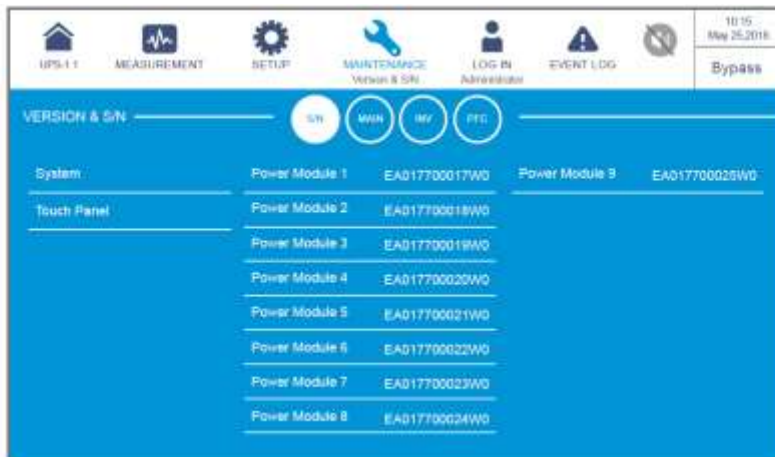 10:15
May 25,2018
UPS-1.1 MEASUREMENT SETUP MAINTENANCE LOG IN EVENT LOG
Version & S/N Administrator
Bypass
VERSION & S/N S/N MAIN INV PFC
System Power Module 1 EA017700017W0 Power Module 9 EA017700025W0
Touch Panel Power Module 2 EA017700018W0
Power Module 3 EA017700019W0
Power Module 4 EA017700020W0
Power Module 5 EA017700021W0
Power Module 6 EA017700022W0
Power Module 7 EA017700023W0
Power Module 8 EA017700024W0